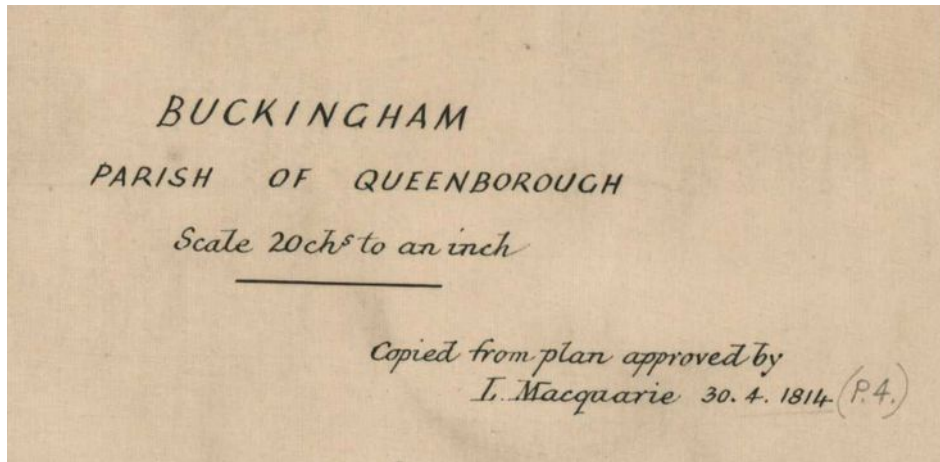 BUCKINGHAM
PARISH OF QUEENBOROUGH
Scale 20chs to an inch
Copied from plan approved by
L. Macquarie 30. 4. 1814 (P.4.)